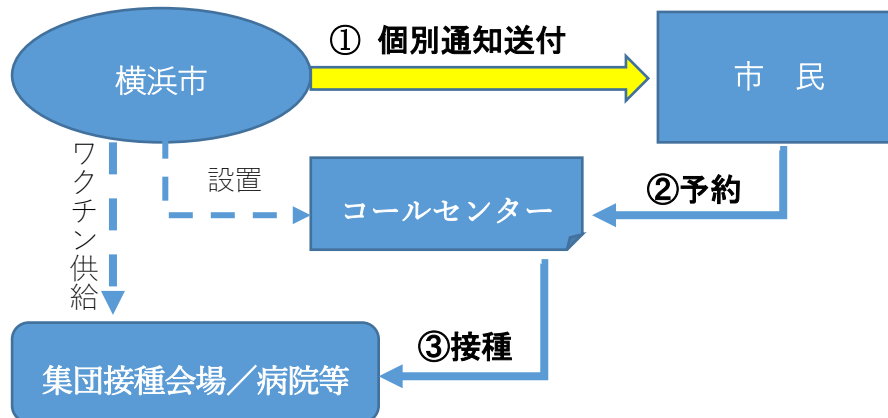 ① 個別通知送付
横浜市
市　民
ワクチン供給
設置
②予約
コールセンター
③接種
集団接種会場／病院等